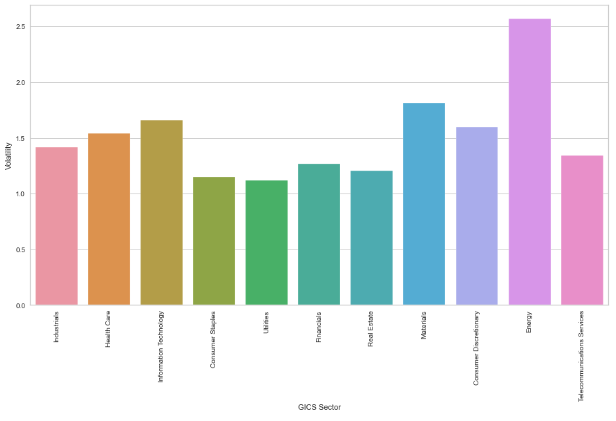 2.5
2.0
1.5
1.0
0.5
0.0
Volatility
Industrials
Health Care
Information Technology
Consumer Staples
Utilities
Financials
Real Estate
Materials
Consumer Discretionary
Energy
Telecommunications Services
GICS Sector